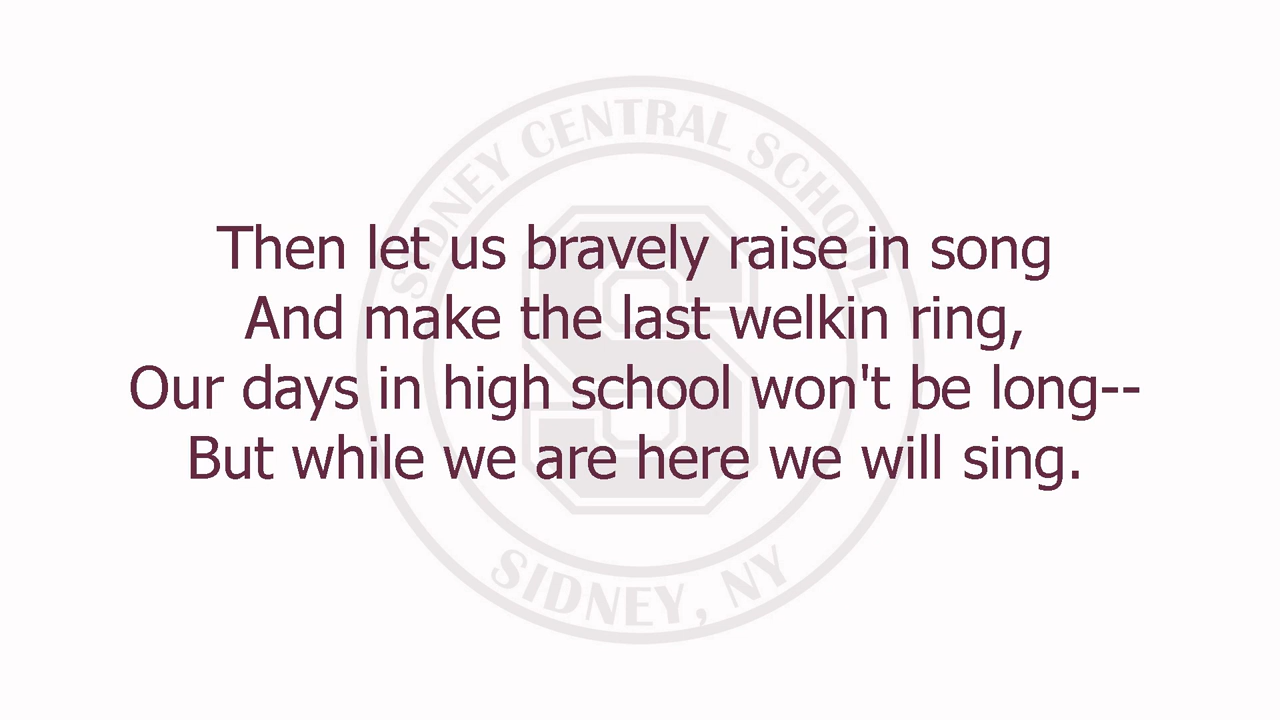 SIDNEY CENTRAL SCHOOL
Then let us bravely raise in song
And make the last welkin ring,
Our days in high school won't be long--
But while we are here we will sing.
S
SIDNEY, NY